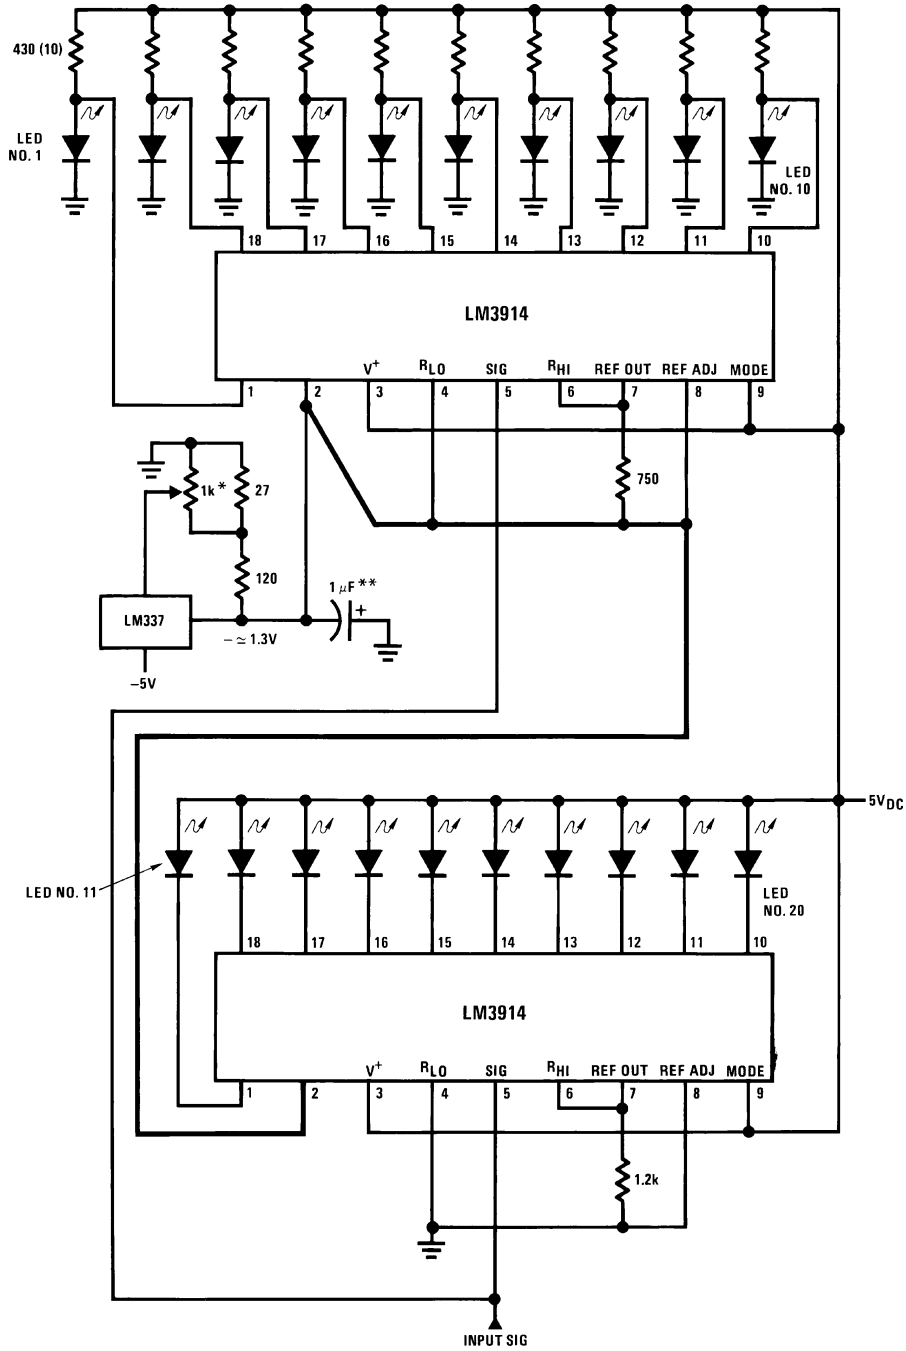 430 (10)
LED
NO. 1
LED
NO. 10
18 17 16 15 14 13 12 11 10
LM3914
V+ RLO SIG RHI REF OUT REF ADJ MODE
1 2 3 4 5 6 7 8 9
1k* 27
750
120
1 μF**
+
LM337
– ≃ 1.3V
–5V
5VDC
LED NO. 11
LED
NO. 20
18 17 16 15 14 13 12 11 10
LM3914
V+ RLO SIG RHI REF OUT REF ADJ MODE
1 2 3 4 5 6 7 8 9
1.2k
INPUT SIG